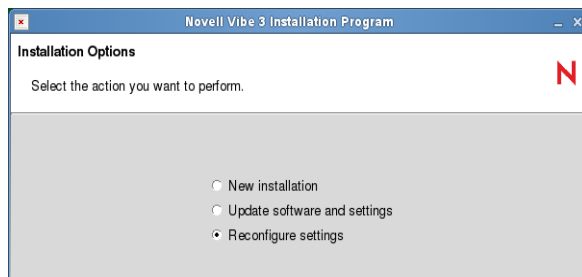 Novell Vibe 3 Installation Program
Installation Options
Select the action you want to perform.
N
New installation
Update software and settings
Reconfigure settings